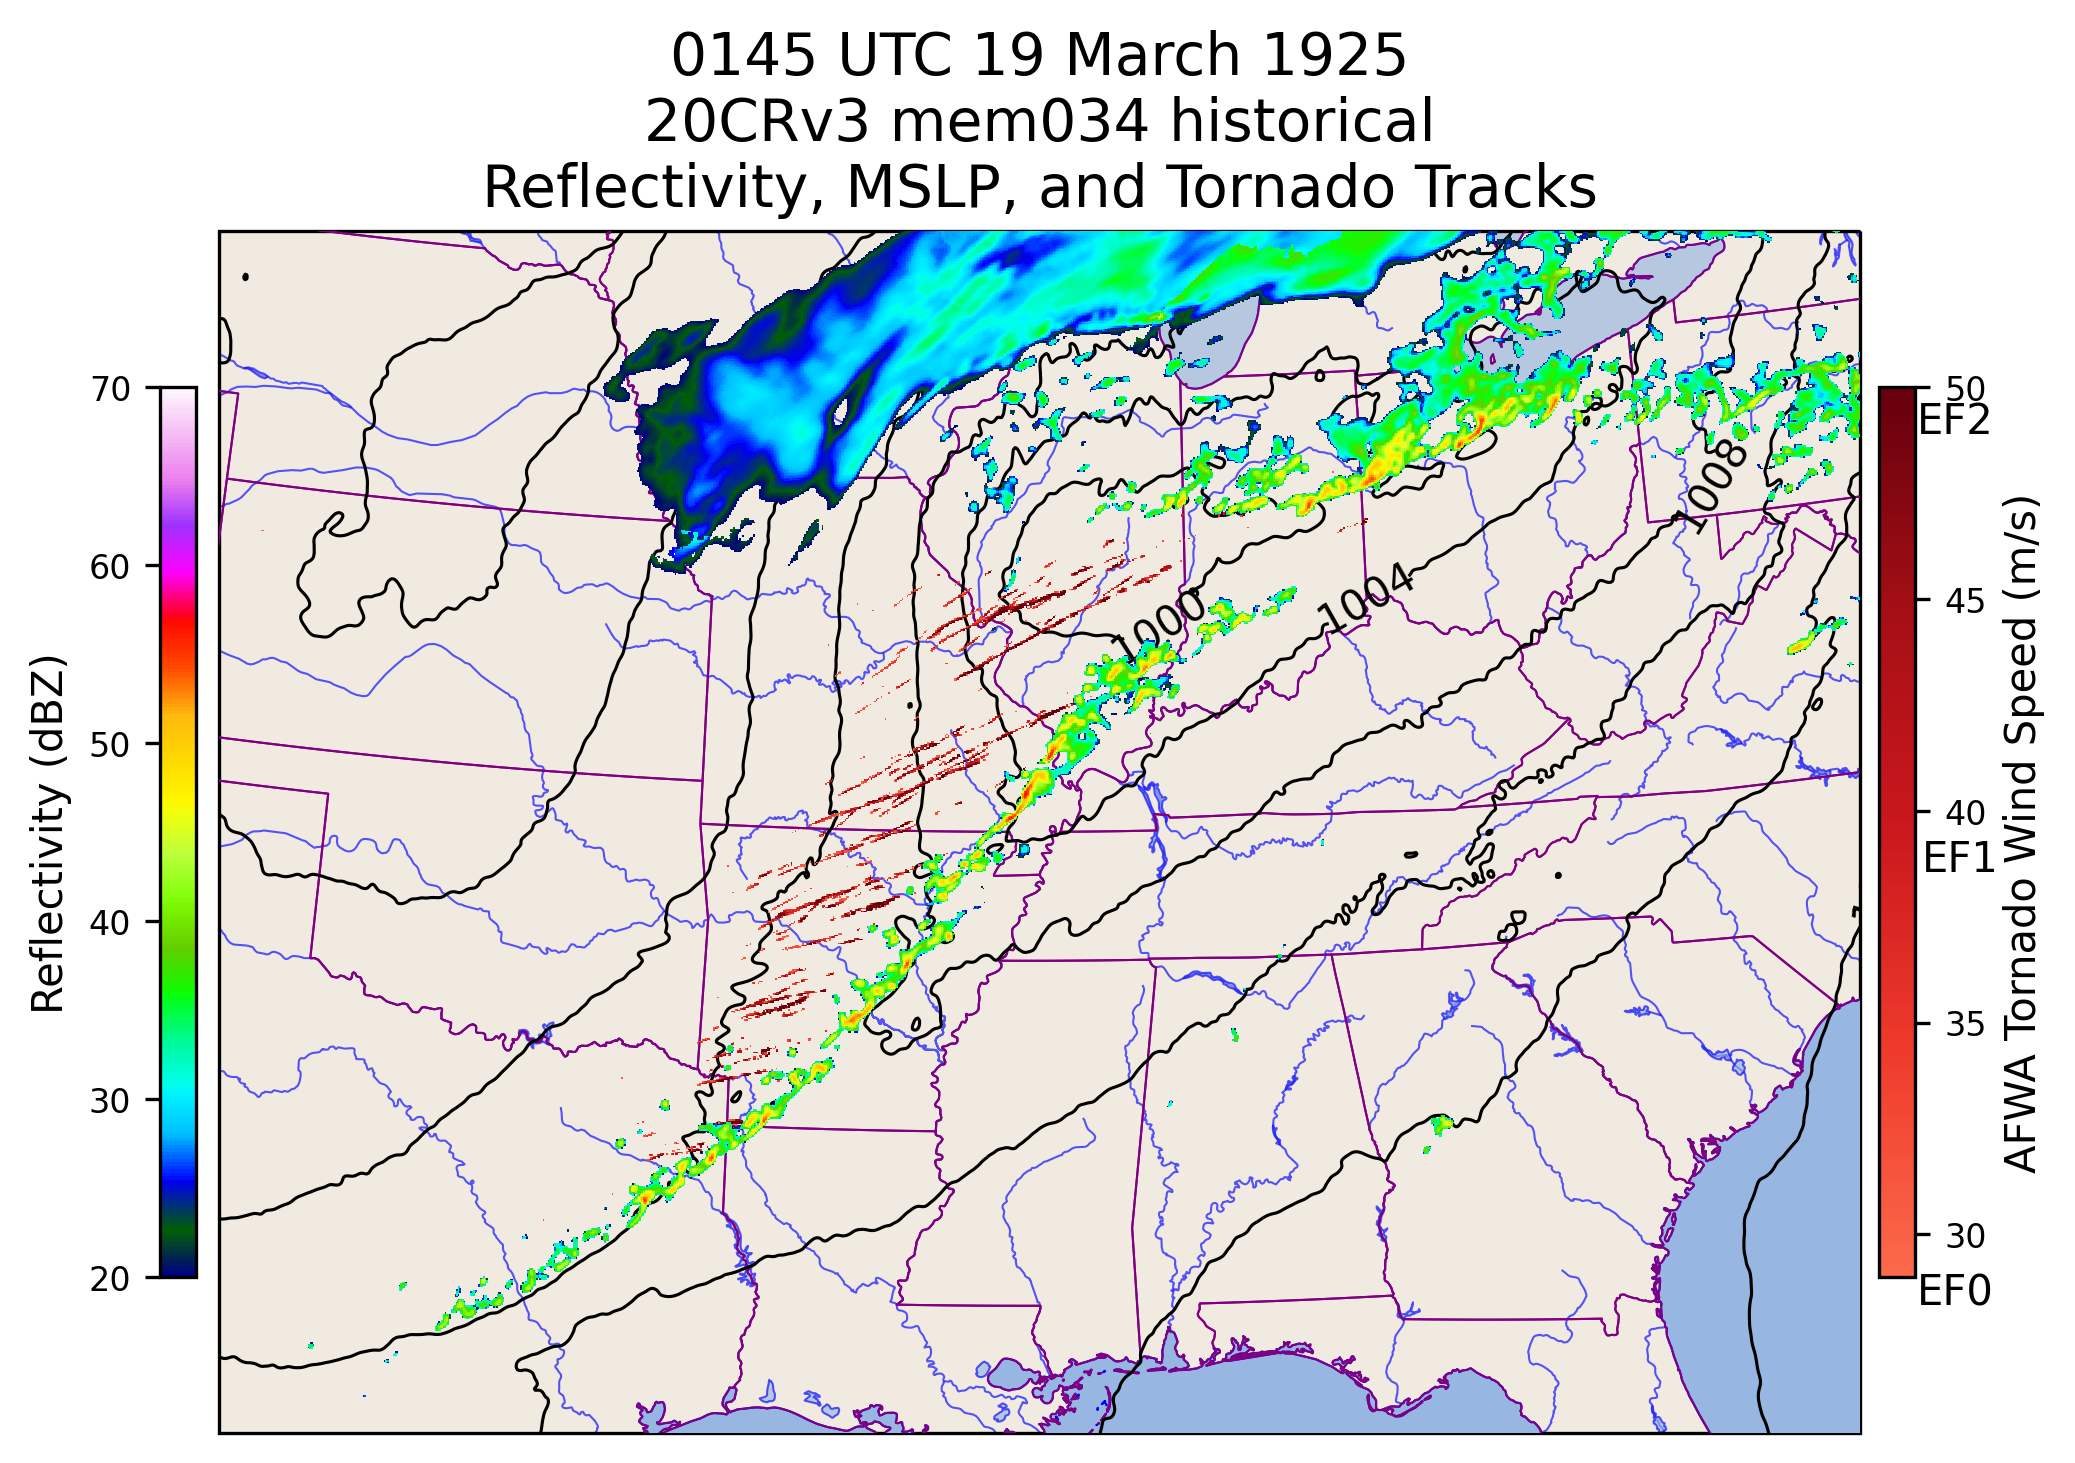 0145 UTC 19 March 1925
20CRv3 mem034 historical
Reflectivity, MSLP, and Tornado Tracks
70
60
50
40
30
20
Reflectivity (dBZ)
1008
1004
1000
50
EF2
45
40
EF1
35
30
EF0
AFWA Tornado Wind Speed (m/s)